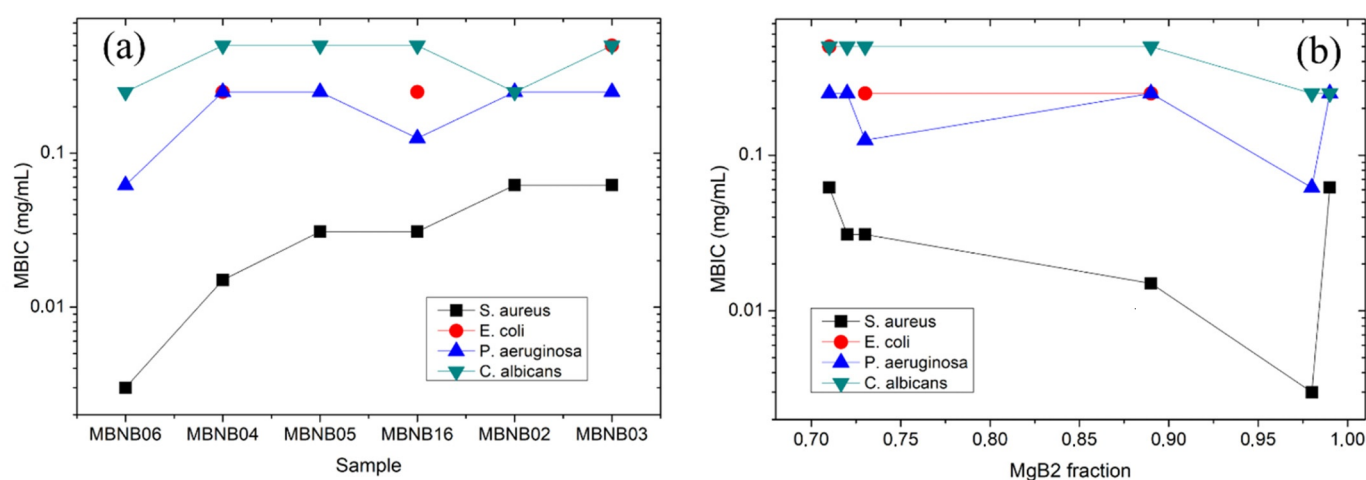 (a)
MBIC (mg/mL)
0.1
0.01
S. aureus
E. coli
P. aeruginosa
C. albicans
MBNB06 MBNB04 MBNB05 MBNB16 MBNB02 MBNB03
Sample
(b)
MBIC (mg/mL)
0.1
0.01
S. aureus
E. coli
P. aeruginosa
C. albicans
0.70 0.75 0.80 0.85 0.90 0.95 1.00
MgB2 fraction